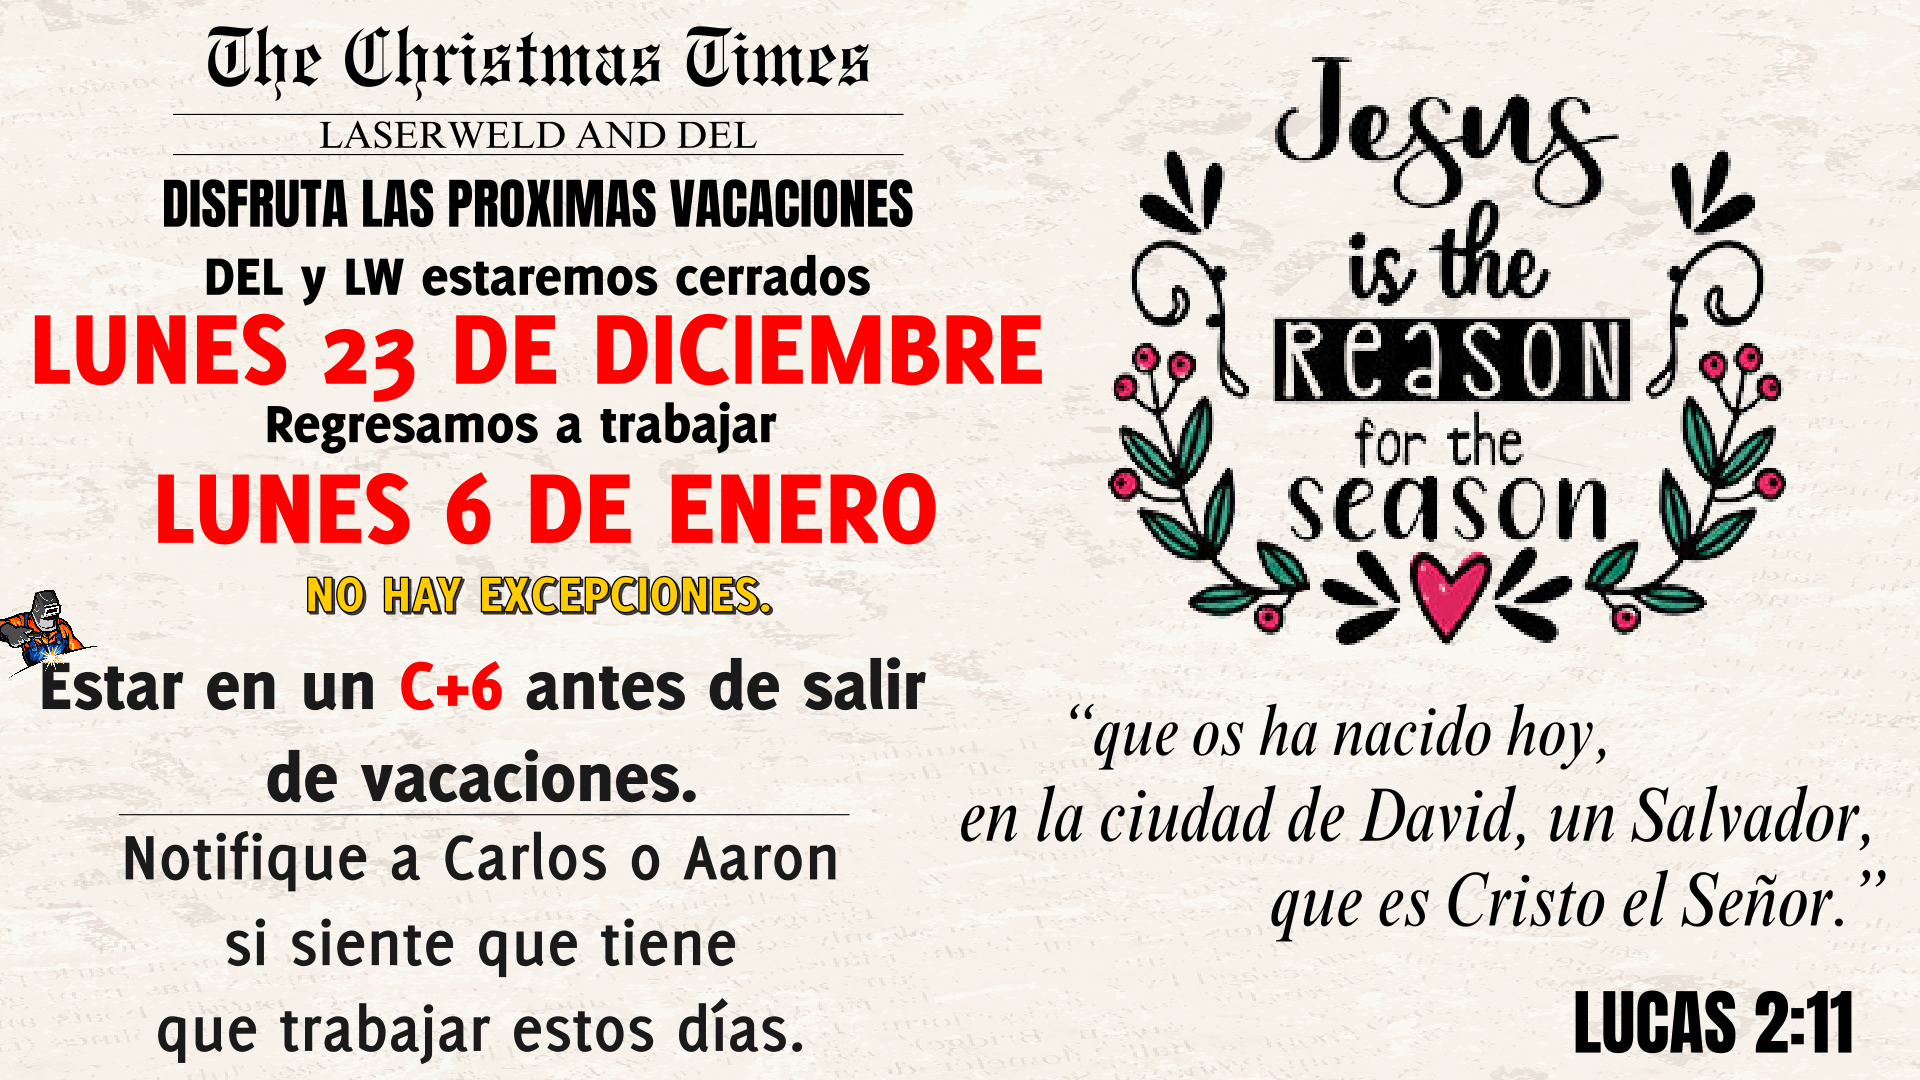 The Christmas Times
LASERWELD AND DEL
DISFRUTA LAS PROXIMAS VACACIONES
DEL y LW estaremos cerrados
LUNES 23 DE DICIEMBRE
Regresamos a trabajar
LUNES 6 DE ENERO
NO HAY EXCEPCIONES.
Estar en un C+6 antes de salir
de vacaciones.
Notifique a Carlos o Aaron
si siente que tiene
que trabajar estos días.
Jesus
is the
REASON
for the
season
“que os ha nacido hoy,
en la ciudad de David, un Salvador,
que es Cristo el Señor.”
LUCAS 2:11